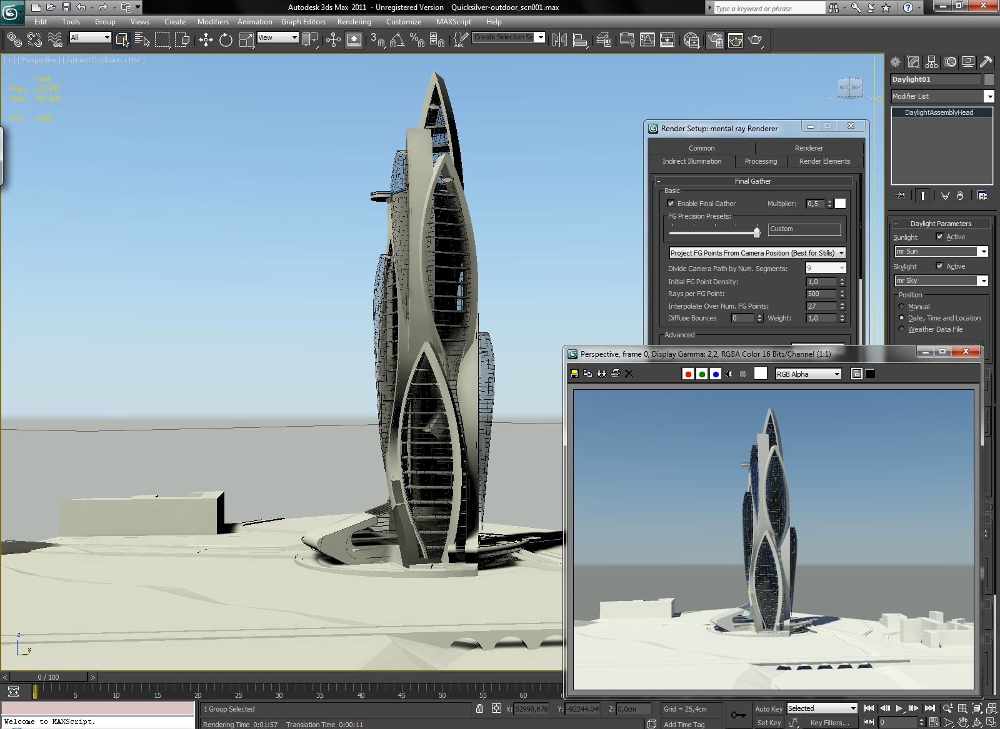 Autodesk 3ds Max 2011 - Unregistered Version Quicksilver-outdoor_scn001.max
Type a keyword or phrase
Edit Tools Group Views Create Modifiers Animation Graph Editors Rendering Customize MAXScript Help
All View 3 ABC Create Selection Se
[ + ] [ Perspective ] [ Ambient Occlusion + HW ]
Total
Polys: 223 697
Verts: 187 240
FPS: 4,065
FRONT RIGHT
Daylight01
Modifier List
DaylightAssemblyHead
Render Setup: mental ray Renderer
Common Renderer
Indirect Illumination Processing Render Elements
- Final Gather
Basic
Enable Final Gather Multiplier: 0,5
FG Precision Presets:
Custom
Project FG Points From Camera Position (Best for Stills)
Divide Camera Path by Num. Segments: 9
Initial FG Point Density: 1,0
Rays per FG Point: 500
Interpolate Over Num. FG Points: 27
Diffuse Bounces 0 Weight: 1,0
Advanced
- Daylight Parameters
Sunlight Active
mr Sun
Skylight Active
mr Sky
Position
Manual
Date, Time and Location
Weather Data File
Perspective, frame 0, Display Gamma: 2,2, RGBA Color 16 Bits/Channel (1:1)
RGB Alpha
z
y
< 0 / 100 >
0 5 10 15 20 25 30 35 40 45 50 55 60
1 Group Selected X: 52998,678 Y: -92244,04 Z: 0,0cm Grid = 25,4cm Auto Key Selected
Welcome to MAXScript.
Rendering Time 0:01:57 Translation Time 0:00:11 Add Time Tag Set Key Key Filters... 0